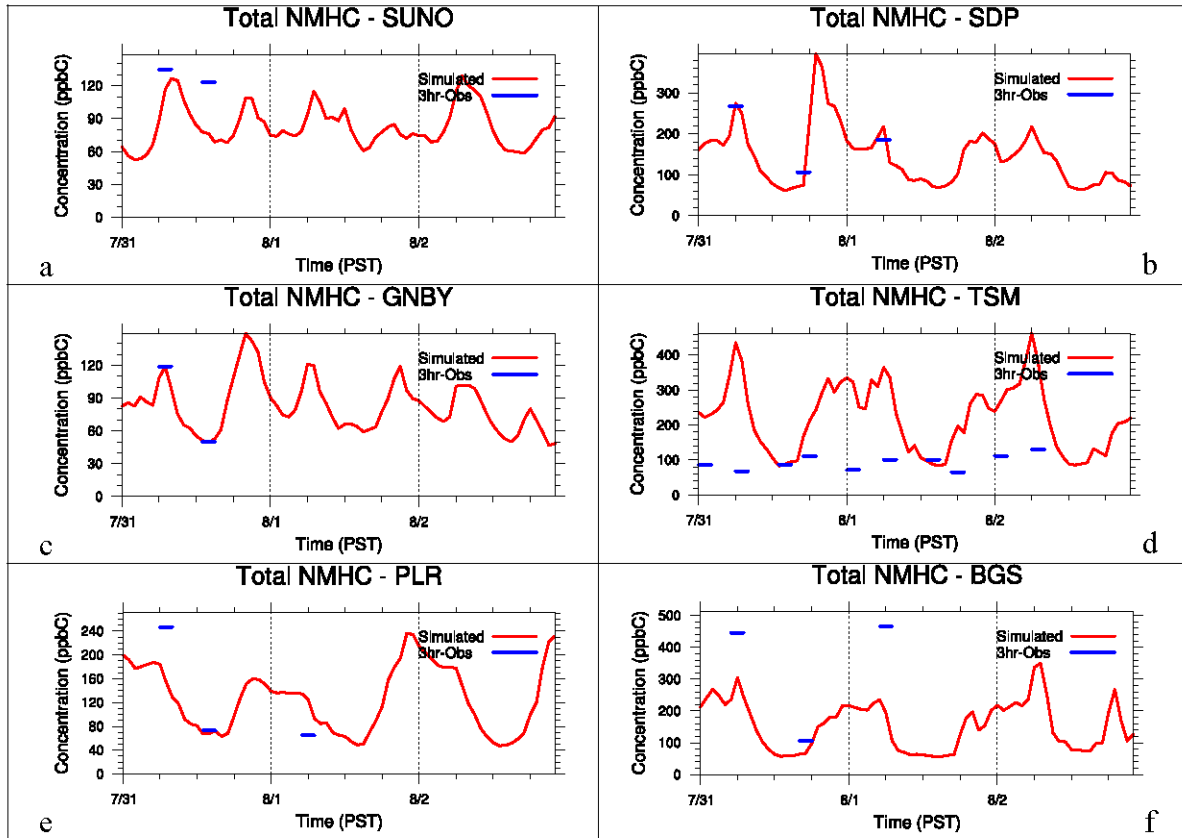 Total NMHC - SUNO
Concentration (ppbC)
120
90
60
30
0
Simulated
3hr-Obs
7/31
8/1
8/2
Time (PST)
a
Total NMHC - SDP
Concentration (ppbC)
300
200
100
0
Simulated
3hr-Obs
7/31
8/1
8/2
Time (PST)
b
Total NMHC - GNBY
Concentration (ppbC)
120
90
60
30
0
Simulated
3hr-Obs
7/31
8/1
8/2
Time (PST)
c
Total NMHC - TSM
Concentration (ppbC)
400
300
200
100
0
Simulated
3hr-Obs
7/31
8/1
8/2
Time (PST)
d
Total NMHC - PLR
Concentration (ppbC)
240
200
160
120
80
40
0
Simulated
3hr-Obs
7/31
8/1
8/2
Time (PST)
e
Total NMHC - BGS
Concentration (ppbC)
500
400
300
200
100
0
Simulated
3hr-Obs
7/31
8/1
8/2
Time (PST)
f